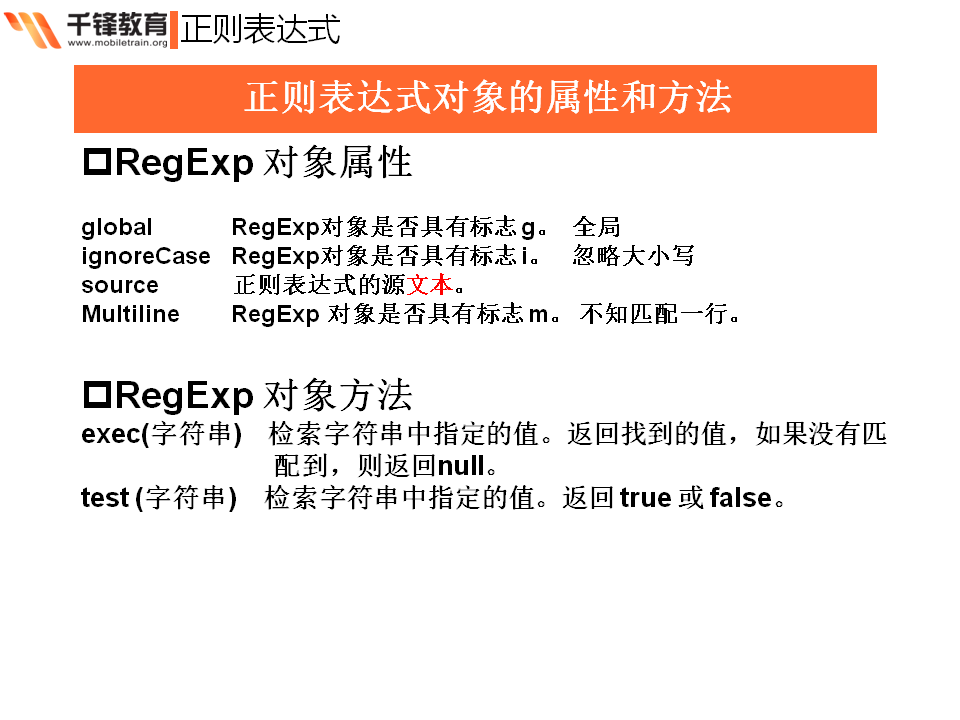 千锋教育 正则表达式
www.mobiletrain.org
正则表达式对象的属性和方法
RegExp 对象属性
global RegExp对象是否具有标志 g。 全局
ignoreCase RegExp对象是否具有标志 i。 忽略大小写
source 正则表达式的源文本。
Multiline RegExp 对象是否具有标志 m。 不知匹配一行。
RegExp 对象方法
exec(字符串) 检索字符串中指定的值。返回找到的值，如果没有匹
配到，则返回null。
test (字符串) 检索字符串中指定的值。返回 true 或 false。